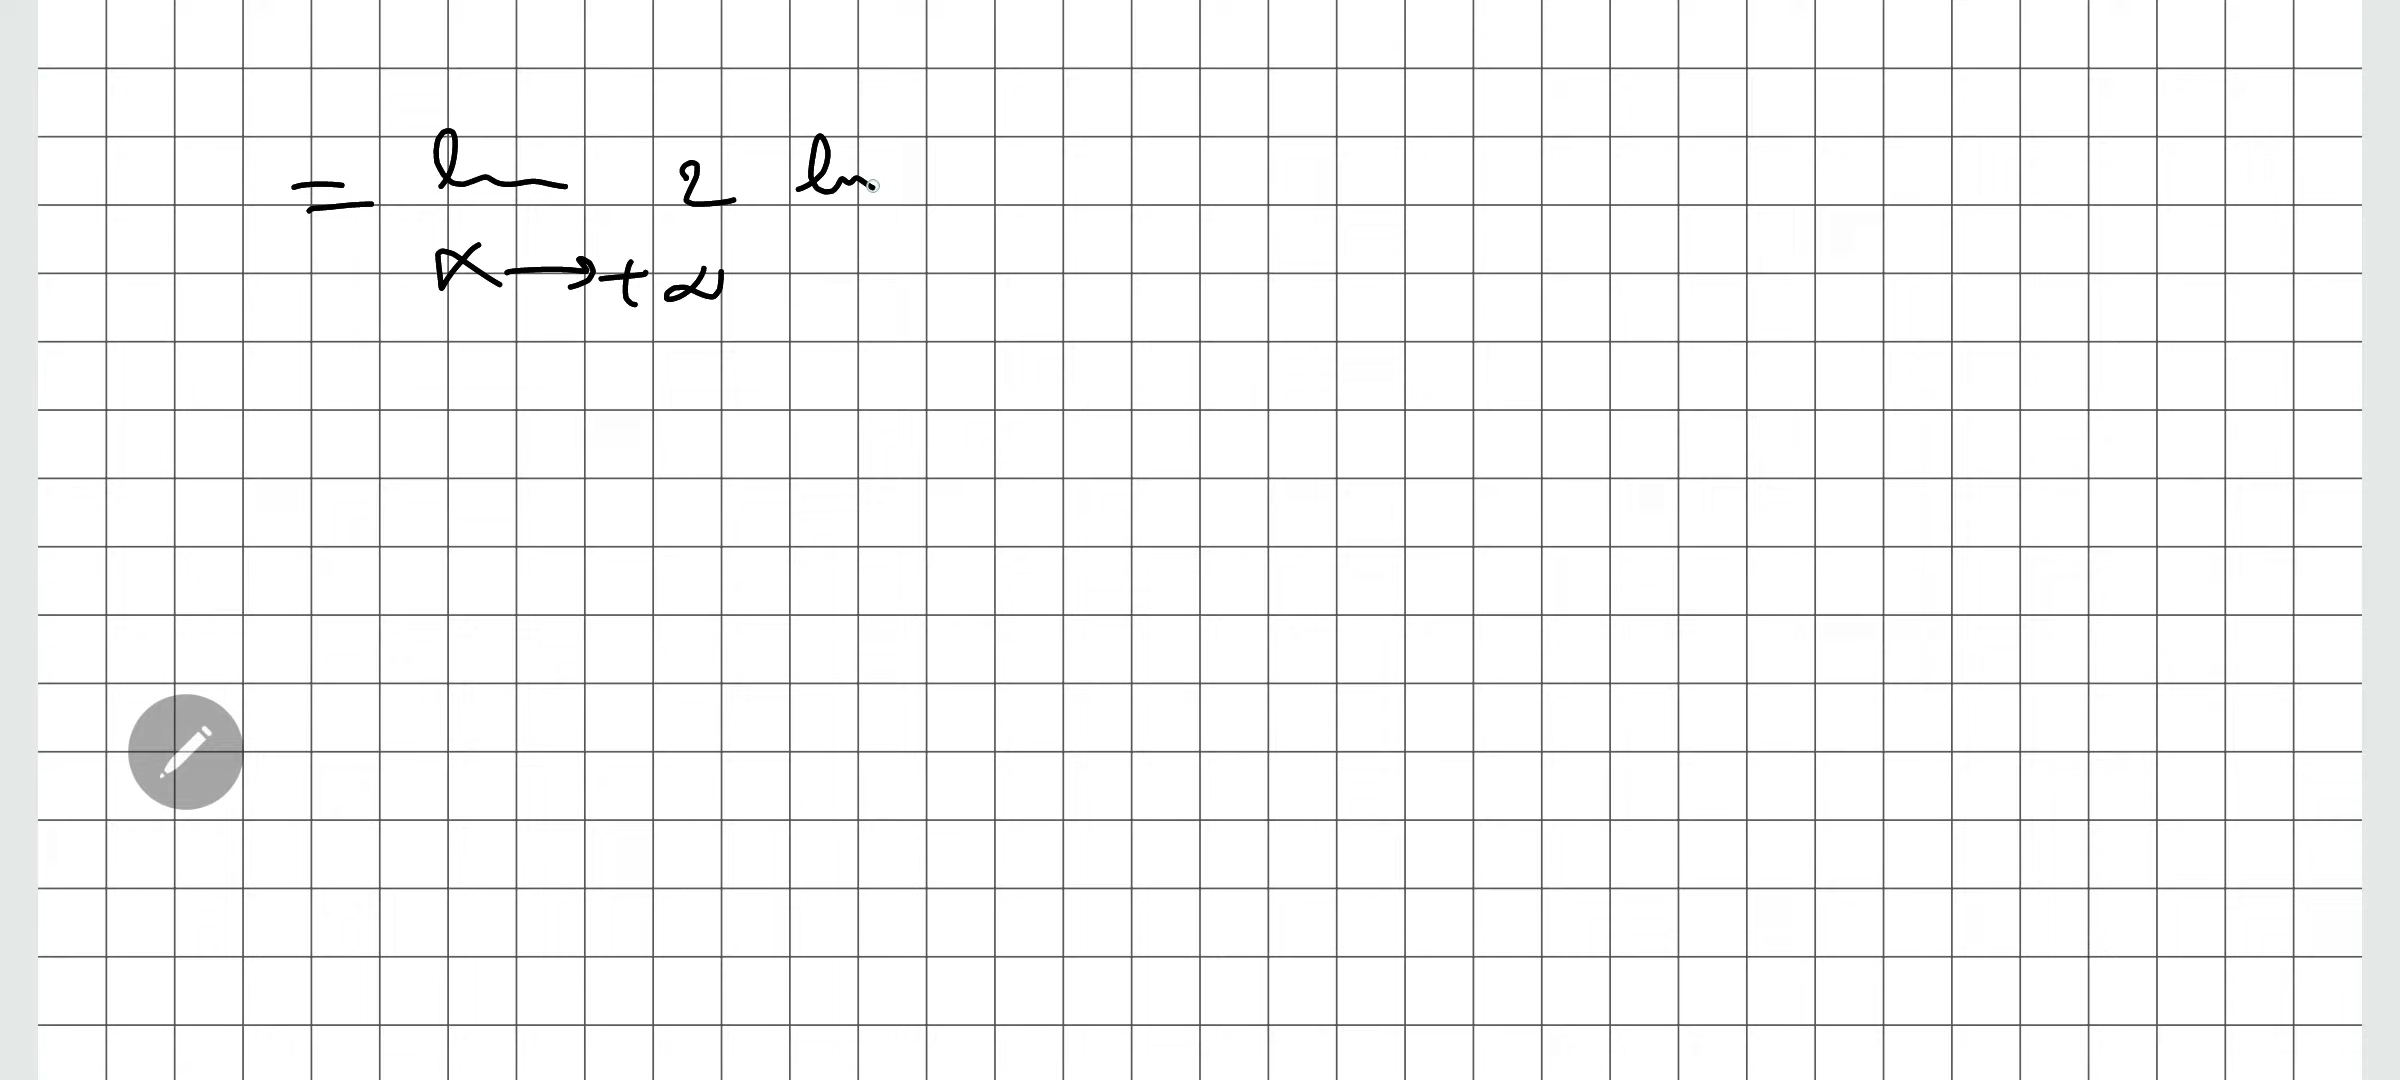 = lim 2 ln
x → + ∞